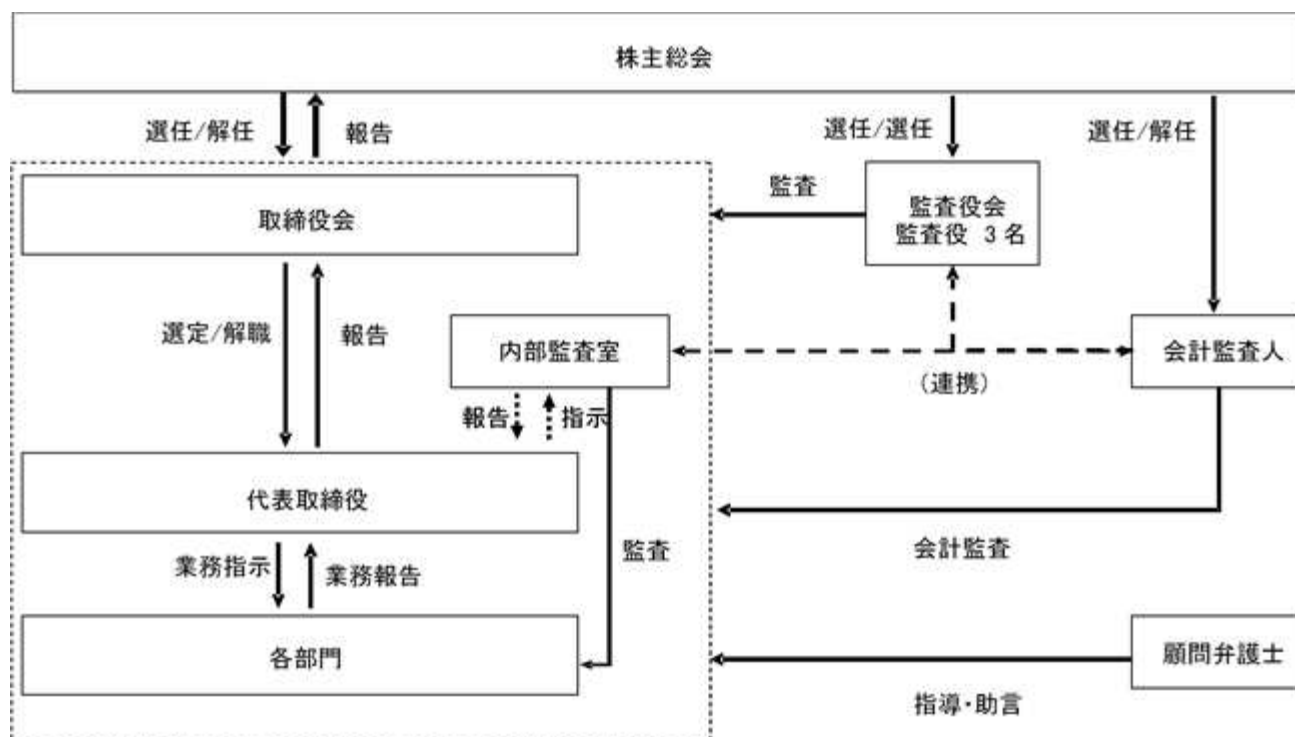 株主総会
選任/解任
報告
選任/選任
選任/解任
取締役会
監査
監査役会
監査役 3名
選定/解職
報告
内部監査室
(連携)
会計監査人
報告
指示
代表取締役
監査
会計監査
業務指示
業務報告
各部門
顧問弁護士
指導・助言